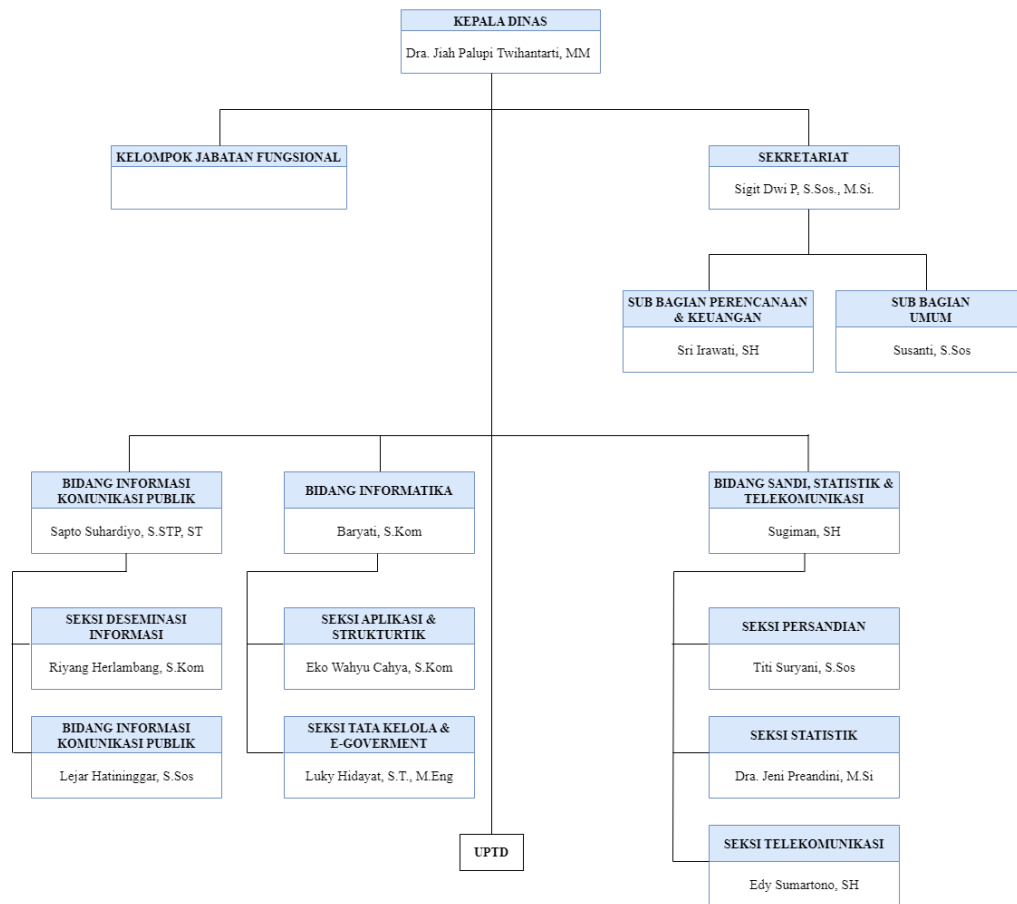 KEPALA DINAS
Dra. Jiah Palupi Twihantarti, MM
KELOMPOK JABATAN FUNGSIONAL
SEKRETARIAT
Sigit Dwi P, S.Sos., M.Si.
SUB BAGIAN PERENCANAAN
& KEUANGAN
Sri Irawati, SH
SUB BAGIAN
UMUM
Susanti, S.Sos
BIDANG INFORMASI
KOMUNIKASI PUBLIK
Sapto Suhardiyo, S.STP, ST
BIDANG INFORMATIKA
Baryati, S.Kom
BIDANG SANDI, STATISTIK &
TELEKOMUNIKASI
Sugiman, SH
SEKSI DESEMINASI
INFORMASI
Riyang Herlambang, S.Kom
SEKSI APLIKASI &
STRUKTURTIK
Eko Wahyu Cahya, S.Kom
SEKSI PERSANDIAN
Titi Suryani, S.Sos
BIDANG INFORMASI
KOMUNIKASI PUBLIK
Lejar Hatininggar, S.Sos
SEKSI TATA KELOLA &
E-GOVERMENT
Luky Hidayat, S.T., M.Eng
SEKSI STATISTIK
Dra. Jeni Preandini, M.Si
UPTD
SEKSI TELEKOMUNIKASI
Edy Sumartono, SH